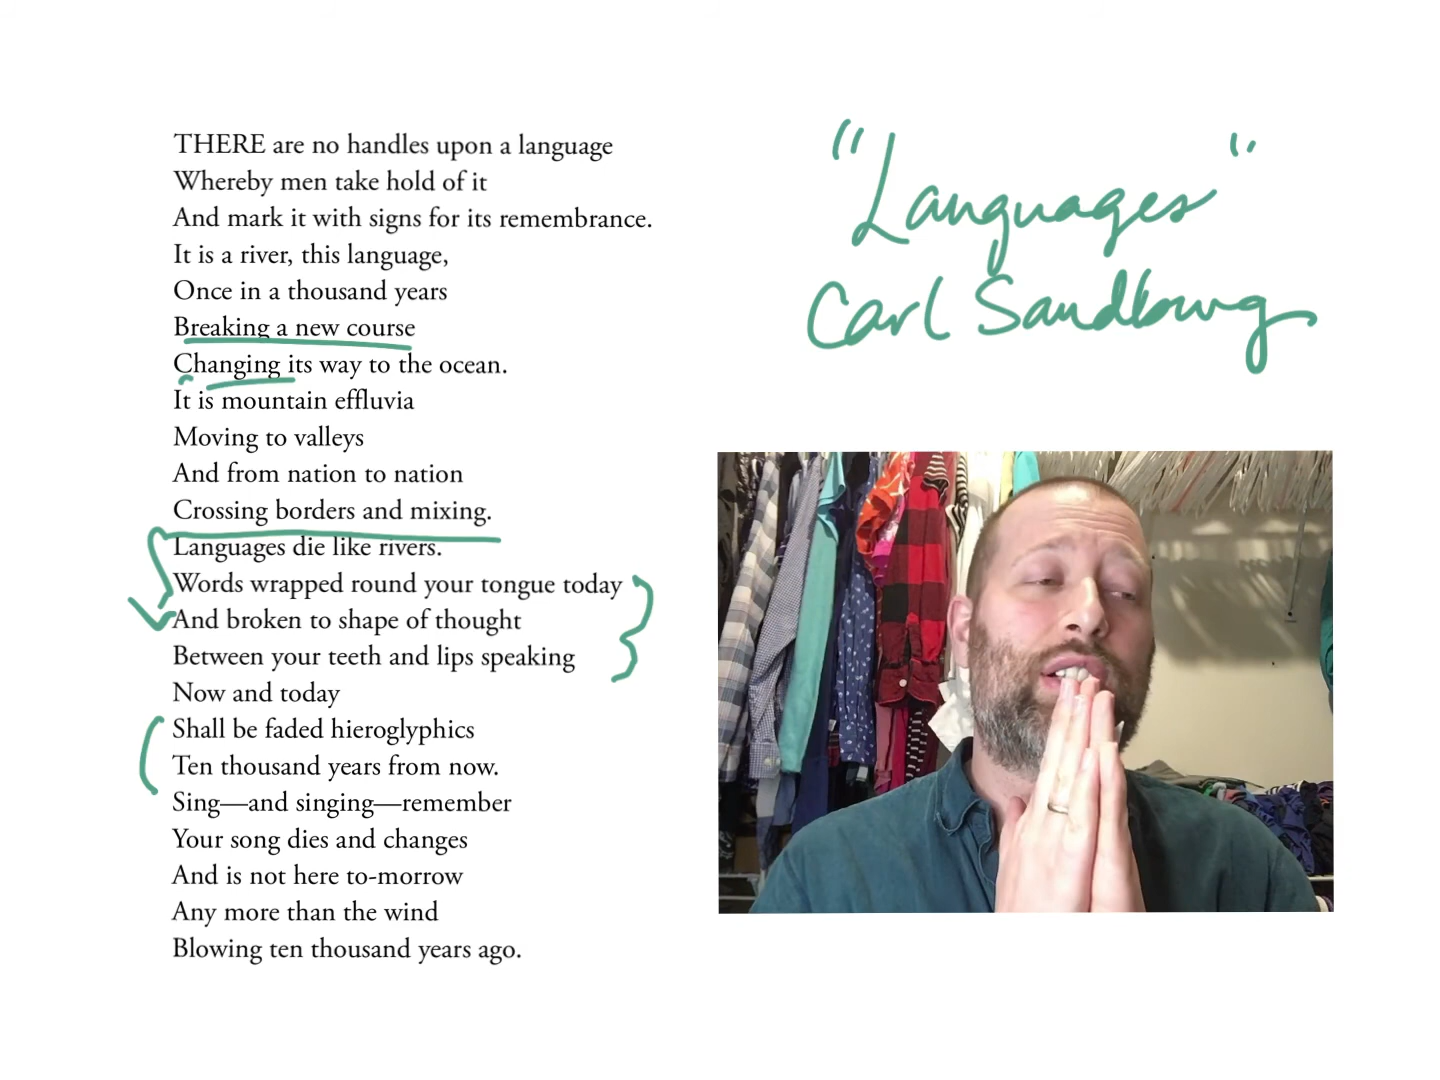 THERE are no handles upon a language
Whereby men take hold of it
And mark it with signs for its remembrance.
It is a river, this language,
Once in a thousand years
Breaking a new course
Changing its way to the ocean.
It is mountain effluvia
Moving to valleys
And from nation to nation
Crossing borders and mixing.
Languages die like rivers.
Words wrapped round your tongue today
And broken to shape of thought
Between your teeth and lips speaking
Now and today
Shall be faded hieroglyphics
Ten thousand years from now.
Sing—and singing—remember
Your song dies and changes
And is not here to-morrow
Any more than the wind
Blowing ten thousand years ago.
"Languages"
Carl Sandburg